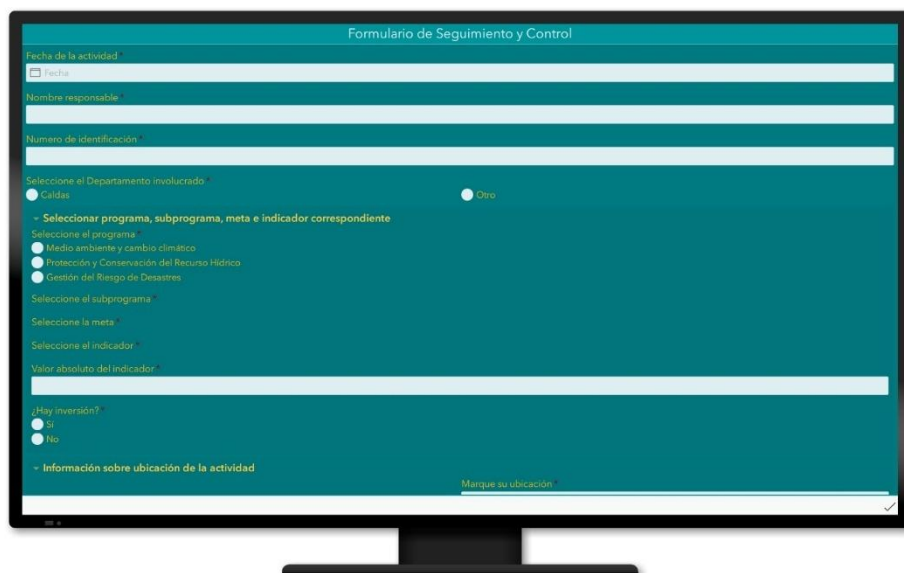 Formulario de Seguimiento y Control
Fecha de la actividad *
Fecha
Nombre responsable *
Numero de identificación *
Seleccione el Departamento involucrado *
Caldas
Otro
Seleccionar programa, subprograma, meta e indicador correspondiente
Seleccione el programa *
Medio ambiente y cambio climático
Protección y Conservación del Recurso Hídrico
Gestión del Riesgo de Desastres
Seleccione el subprograma *
Seleccione la meta *
Seleccione el indicador *
Valor absoluto del indicador *
¿Hay inversión? *
Sí
No
Información sobre ubicación de la actividad
Marque su ubicación *